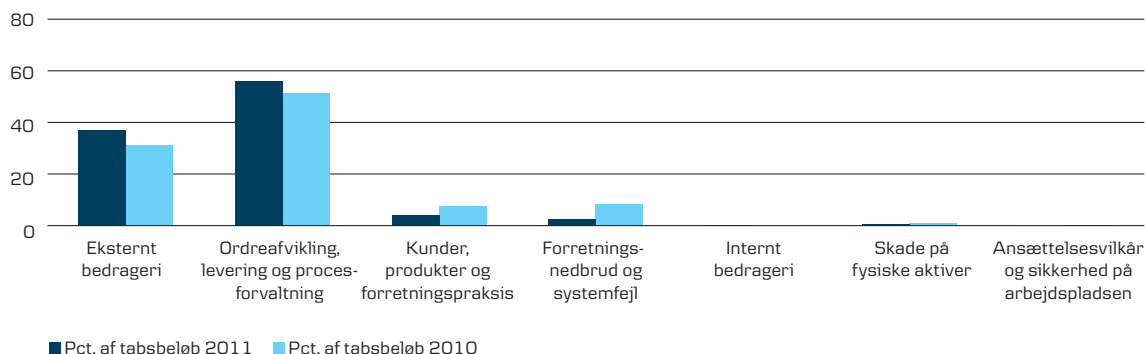 80
60
40
20
0
Eksternt
bedrageri
Ordreafvikling,
levering og proces-
forvaltning
Kunder,
produkter og
forretningspraksis
Forretnings-
nedbrud og
systemfejl
Internt
bedrageri
Skade på
fysiske aktiver
Ansættelsesvilkår
og sikkerhed på
arbejdspladsen
Pct. af tabsbeløb 2011 Pct. af tabsbeløb 2010